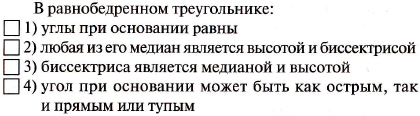 В равнобедренном треугольнике:
1) углы при основании равны
2) любая из его медиан является высотой и биссектрисой
3) биссектриса является медианой и высотой
4) угол при основании может быть как острым, так
и прямым или тупым